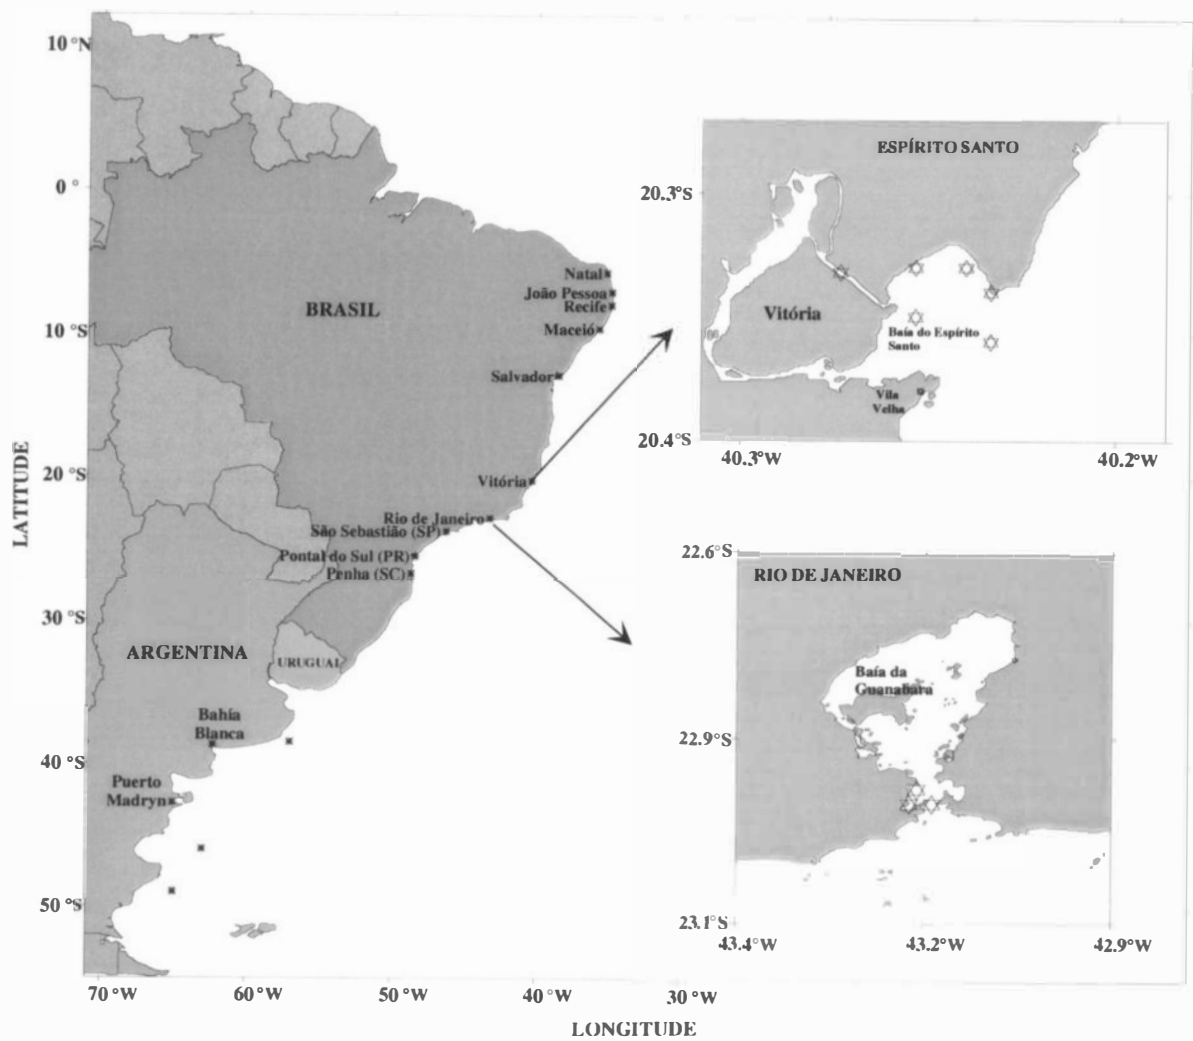 10°N
0°
10°S
20°S
30°S
40°S
50°S
LATITUDE
70°W
60°W
50°W
40°W
30°W
LONGITUDE
BRASIL
Natal
João Pessoa
Recife
Maceió
Salvador
Vitória
Rio de Janeiro
São Sebastião (SP)
Pontal do Sul (PR)
Penha (SC)
ARGENTINA
URUGUAI
Bahía
Blanca
Puerto
Madryn
ESPÍRITO SANTO
20.3°S
Vitória
Baía do Espírito
Santo
Vila
Velha
20.4°S
40.3°W
40.2°W
22.6°S
RIO DE JANEIRO
Baía da
Guanabara
22.9°S
23.1°S
43.4°W
43.2°W
42.9°W